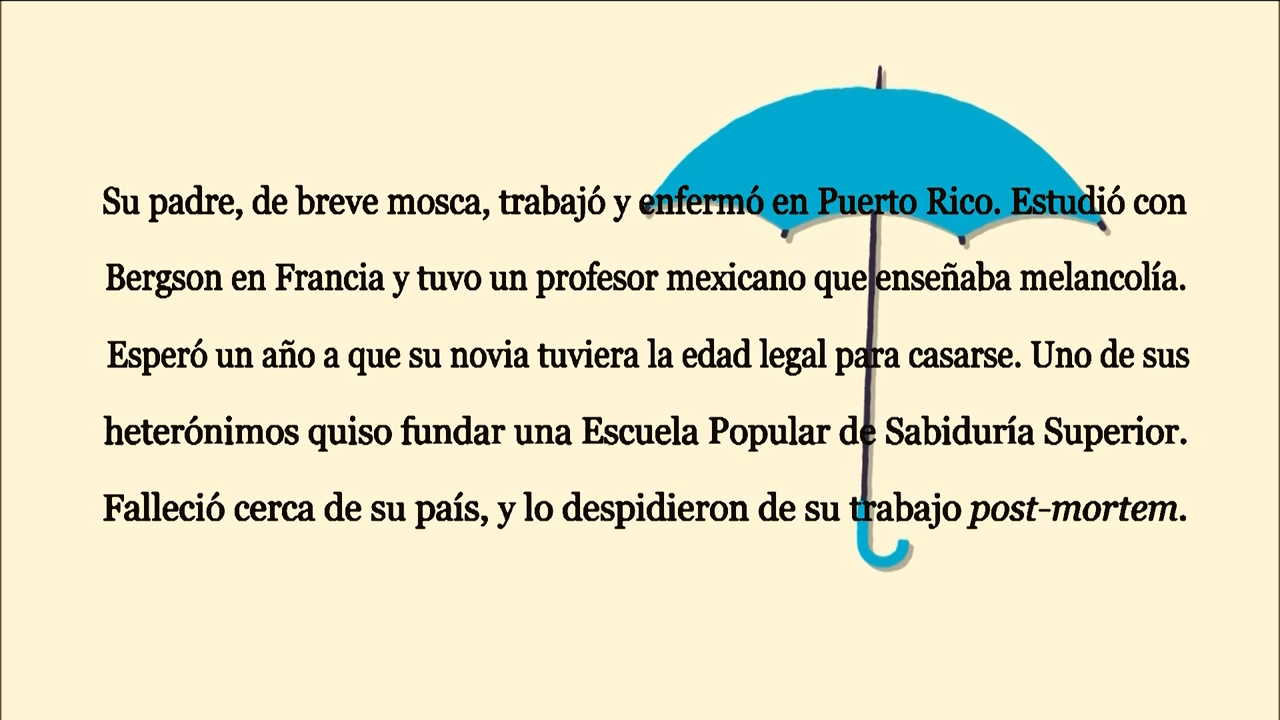 Su padre, de breve mosca, trabajó y enfermó en Puerto Rico. Estudió con
Bergson en Francia y tuvo un profesor mexicano que enseñaba melancolía.
Esperó un año a que su novia tuviera la edad legal para casarse. Uno de sus
heterónimos quiso fundar una Escuela Popular de Sabiduría Superior.
Falleció cerca de su país, y lo despidieron de su trabajo post-mortem.